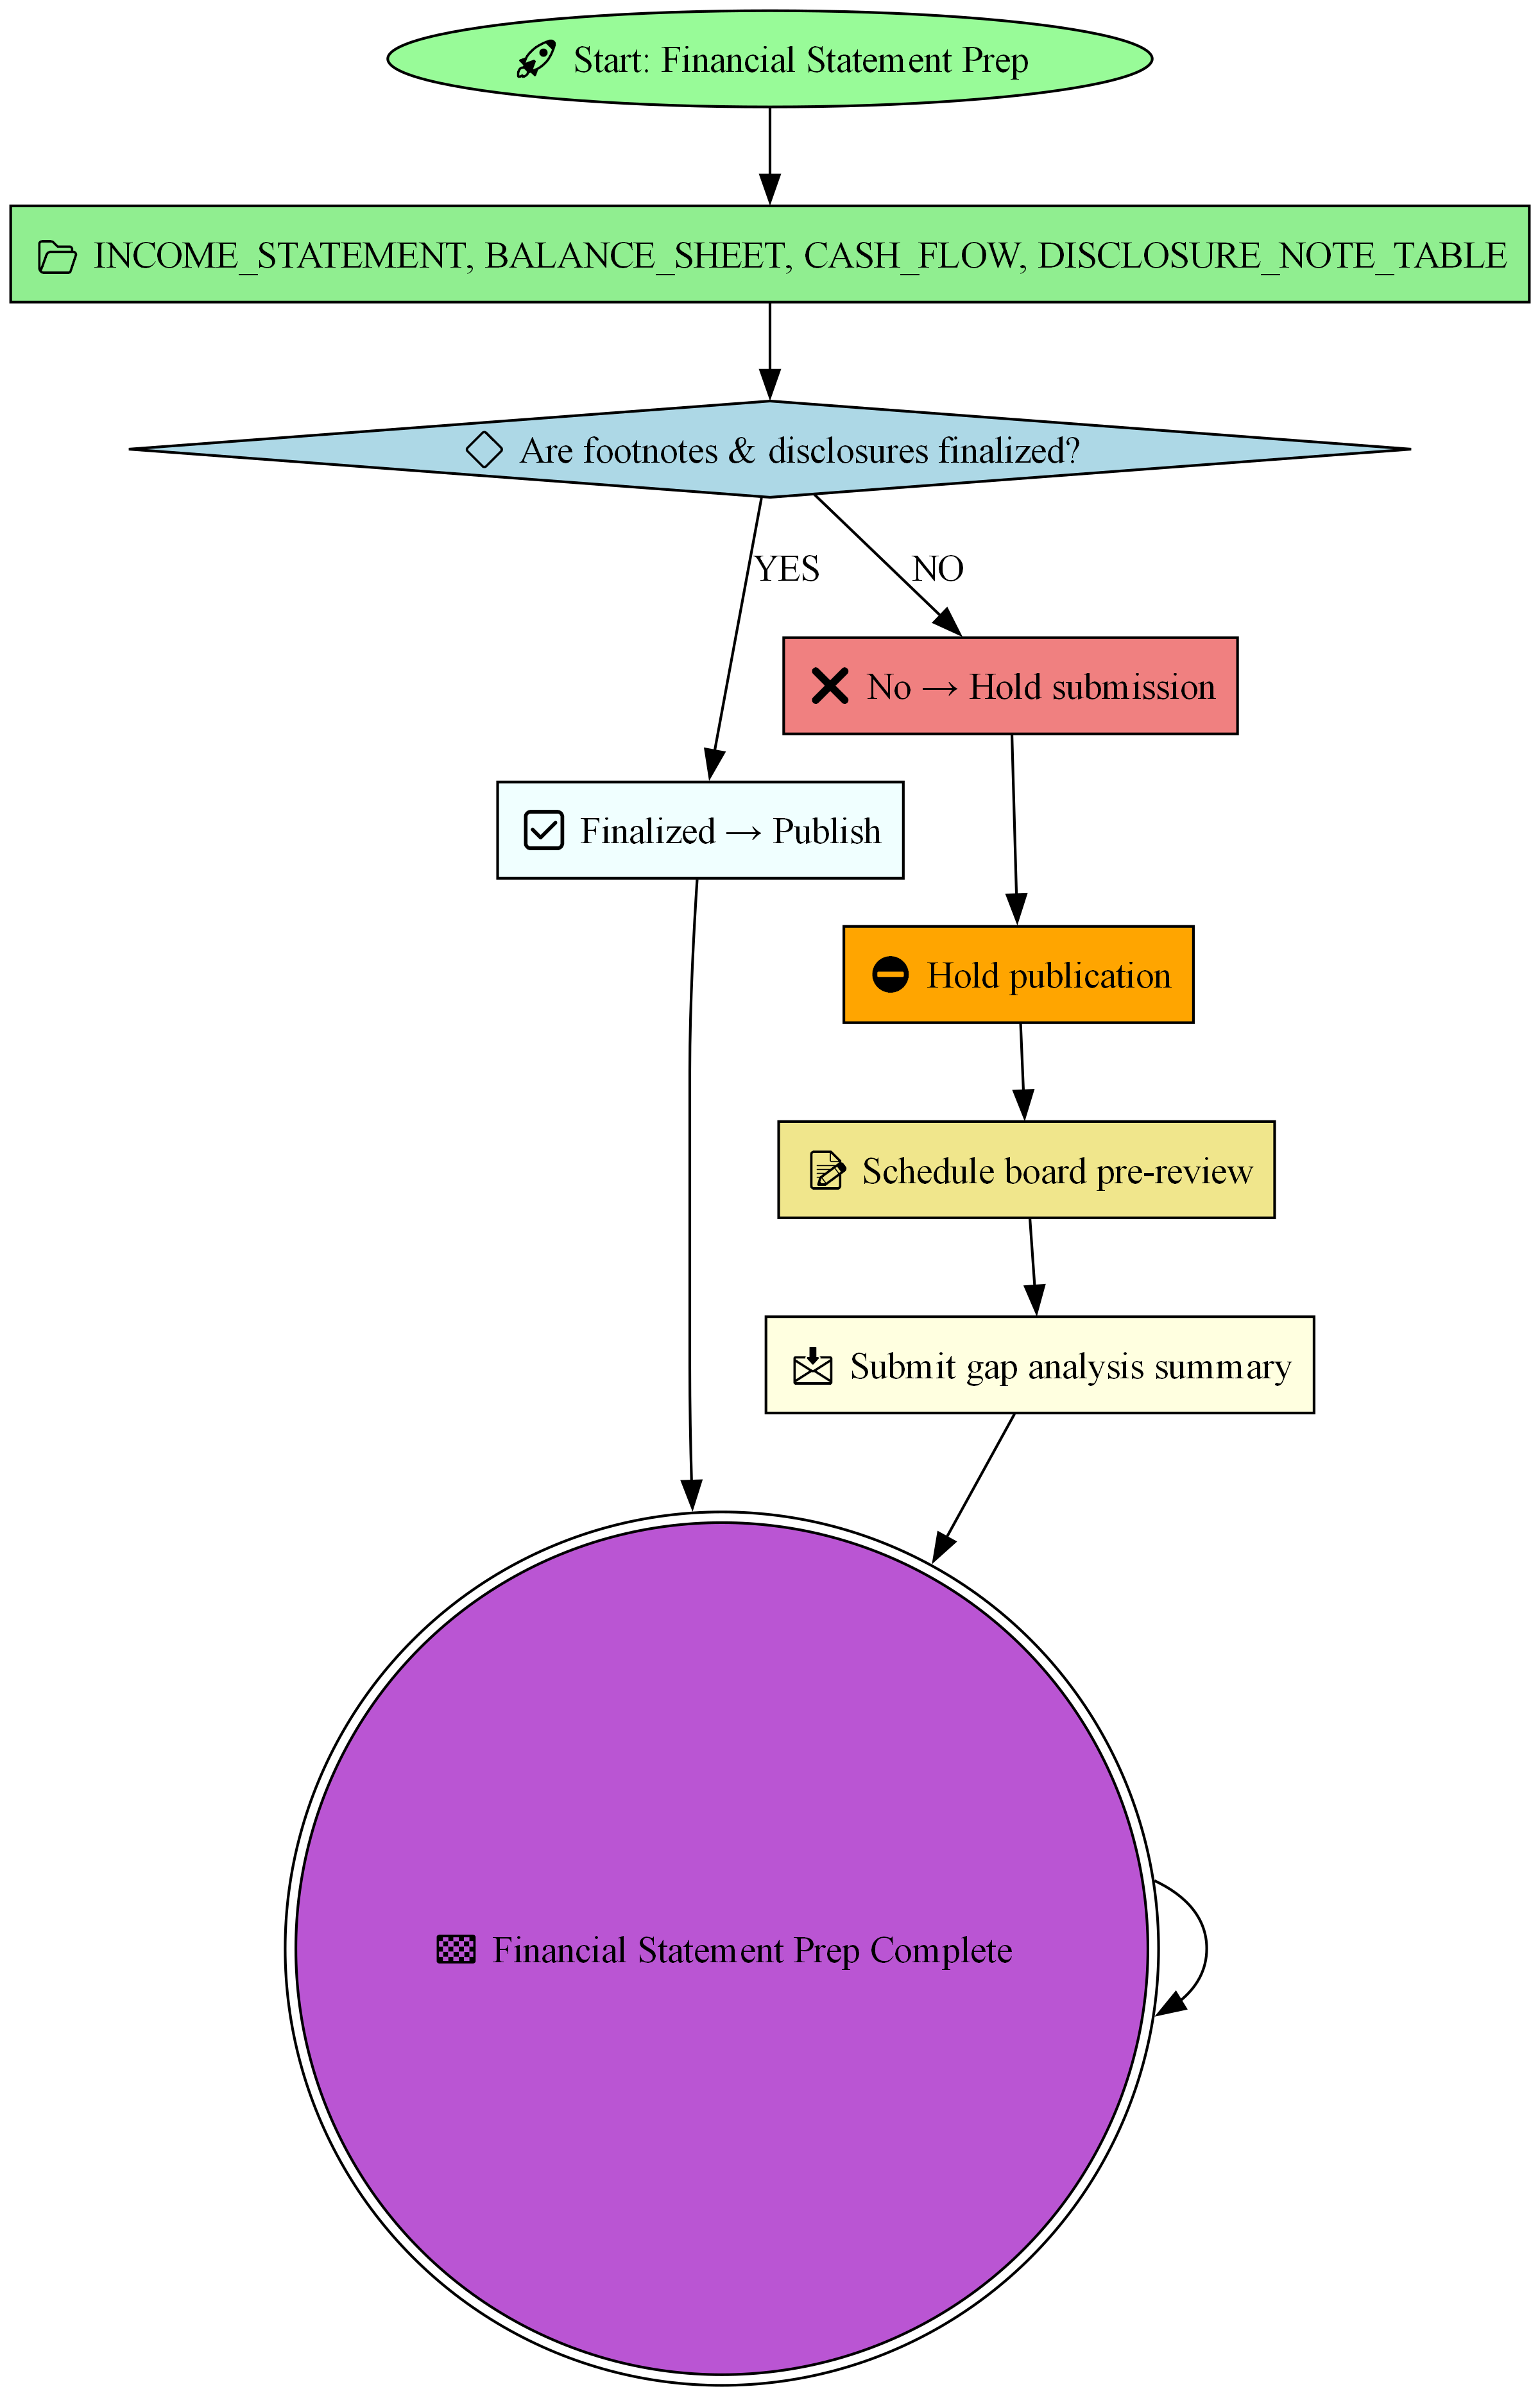 Start: Financial Statement Prep
INCOME_STATEMENT, BALANCE_SHEET, CASH_FLOW, DISCLOSURE_NOTE_TABLE
Are footnotes & disclosures finalized?
YES
NO
No → Hold submission
Finalized → Publish
Hold publication
Schedule board pre-review
Submit gap analysis summary
Financial Statement Prep Complete